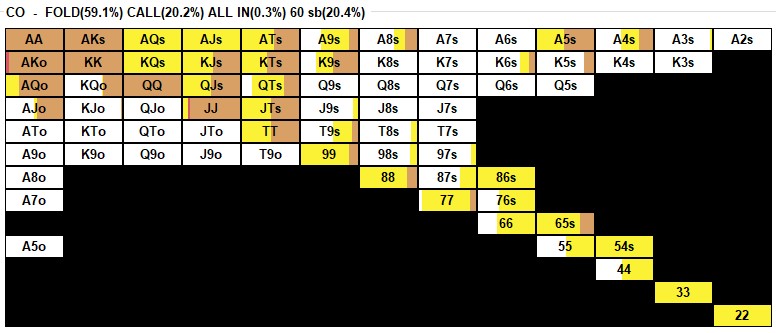 CO - FOLD(59.1%) CALL(20.2%) ALL IN(0.3%) 60 sb(20.4%)
AA AKs AQs AJs ATs A9s A8s A7s A6s A5s A4s A3s A2s
AKo KK KQs KJs KTs K9s K8s K7s K6s K5s K4s K3s
AQo KQo QQ QJs QTs Q9s Q8s Q7s Q6s Q5s
AJo KJo QJo JJ JTs J9s J8s J7s
ATo KTo QTo JTo TT T9s T8s T7s
A9o K9o Q9o J9o T9o 99 98s 97s
A8o 88 87s 86s
A7o 77 76s
66 65s
A5o 55 54s
44
33
22